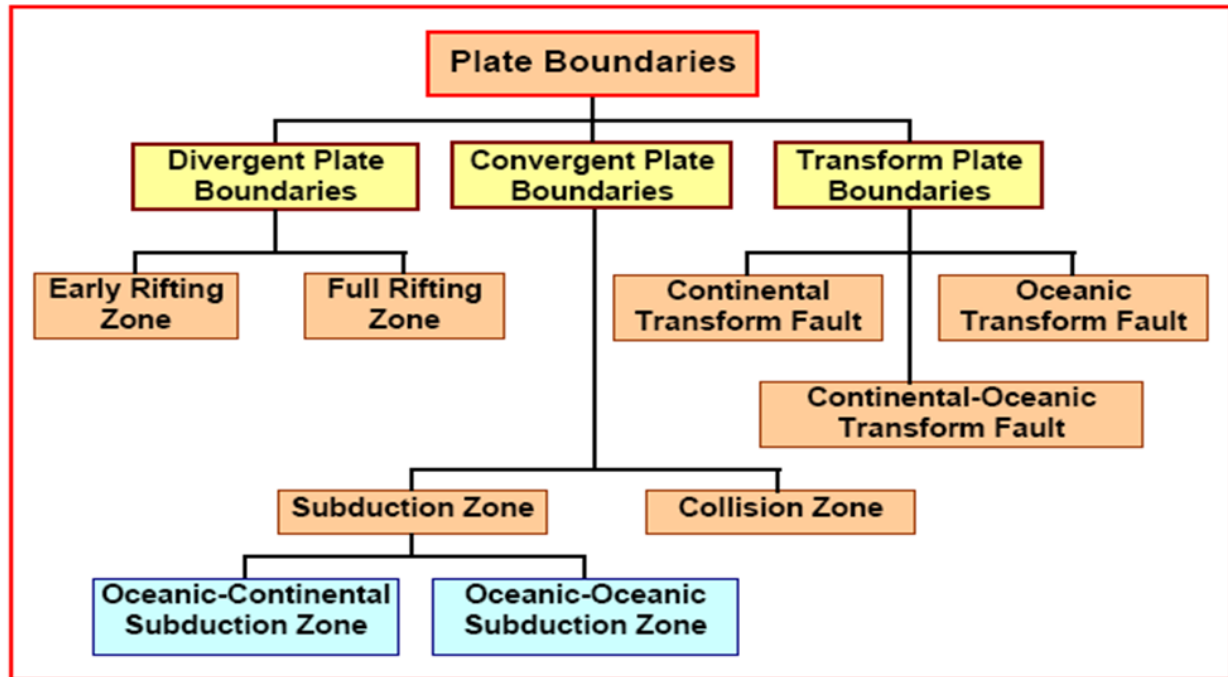 Plate Boundaries
Divergent Plate
Boundaries
Convergent Plate
Boundaries
Transform Plate
Boundaries
Early Rifting
Zone
Full Rifting
Zone
Continental
Transform Fault
Oceanic
Transform Fault
Continental-Oceanic
Transform Fault
Subduction Zone
Collision Zone
Oceanic-Continental
Subduction Zone
Oceanic-Oceanic
Subduction Zone